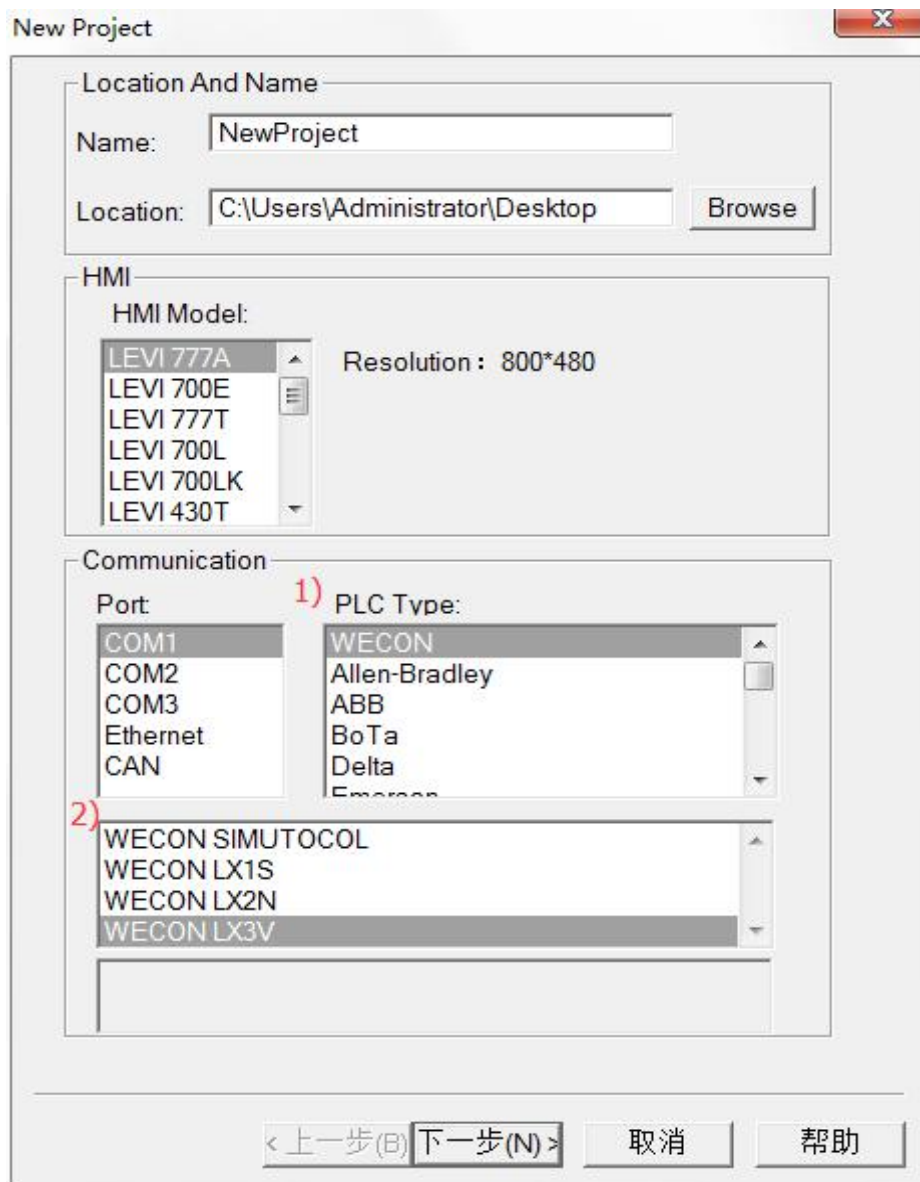 New Project
Location And Name
Name: NewProject
Location: C:\Users\Administrator\Desktop Browse
HMI
HMI Model:
LEVI 777A
Resolution：800*480
LEVI 700E
LEVI 777T
LEVI 700L
LEVI 700LK
LEVI 430T
Communication
Port:
1) PLC Type:
COM1
COM2
COM3
Ethernet
CAN
WECON
Allen-Bradley
ABB
BoTa
Delta
Emerson
2)
WECON SIMUTOCOL
WECON LX1S
WECON LX2N
WECON LX3V
<上一步(B) 下一步(N) > 取消 帮助